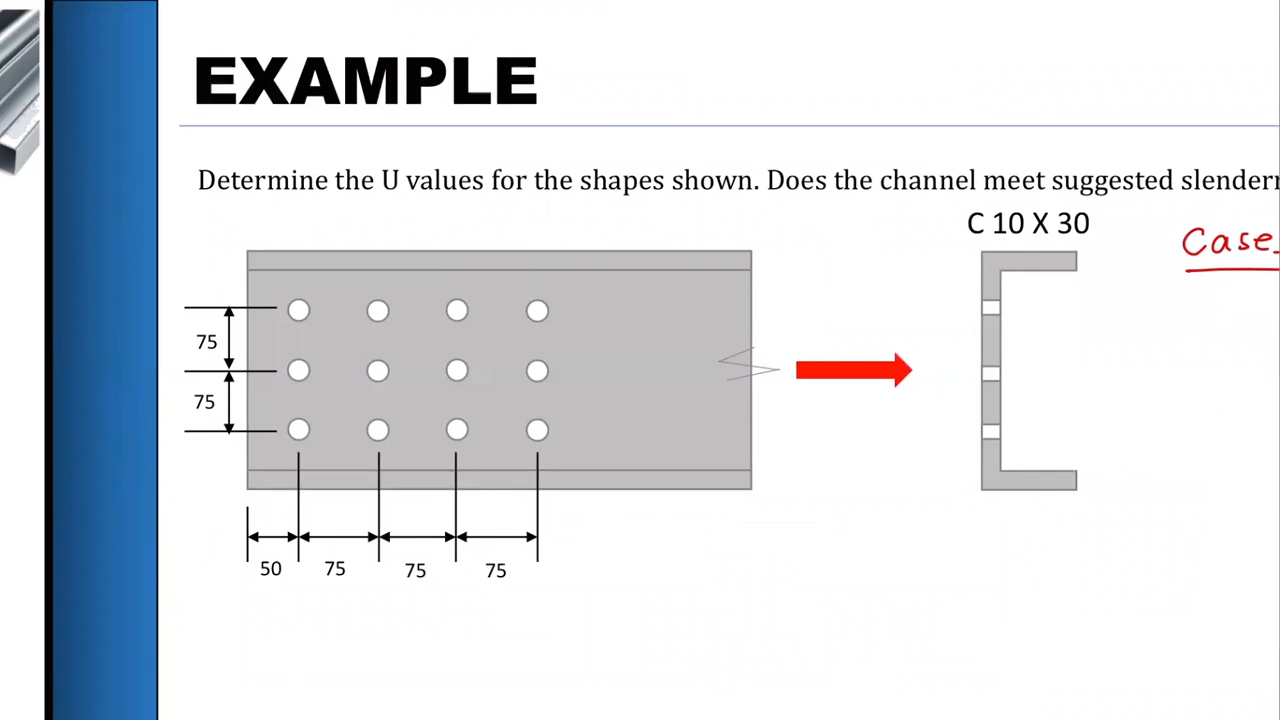 EXAMPLE
Determine the U values for the shapes shown. Does the channel meet suggested
C 10 X 30
Case
75
75
50 75 75 75